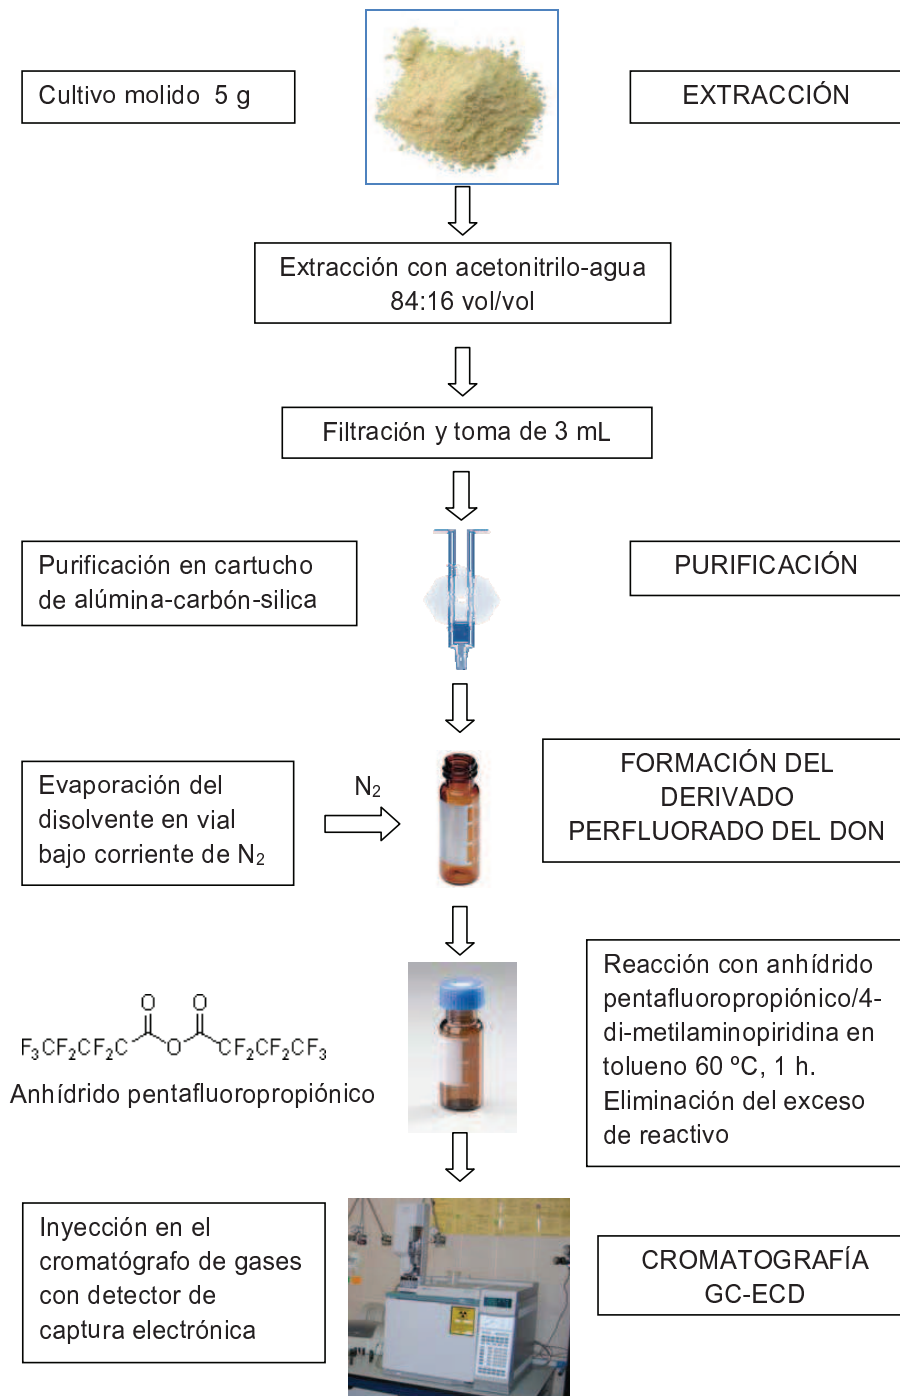 Cultivo molido 5 g
EXTRACCIÓN
Extracción con acetonitrilo-agua
84:16 vol/vol
Filtración y toma de 3 mL
Purificación en cartucho
de alúmina-carbón-silica
PURIFICACIÓN
Evaporación del
disolvente en vial
bajo corriente de N₂
N₂
FORMACIÓN DEL
DERIVADO
PERFLUORADO DEL DON
O O
F₃CF₂CF₂C O CF₂CF₂CF₃
Anhídrido pentafluoropropiónico
Reacción con anhídrido
pentafluoropropiónico/4-
di-metilaminopiridina en
tolueno 60 ºC, 1 h.
Eliminación del exceso
de reactivo
Inyección en el
cromatógrafo de gases
con detector de
captura electrónica
CROMATOGRAFÍA
GC-ECD